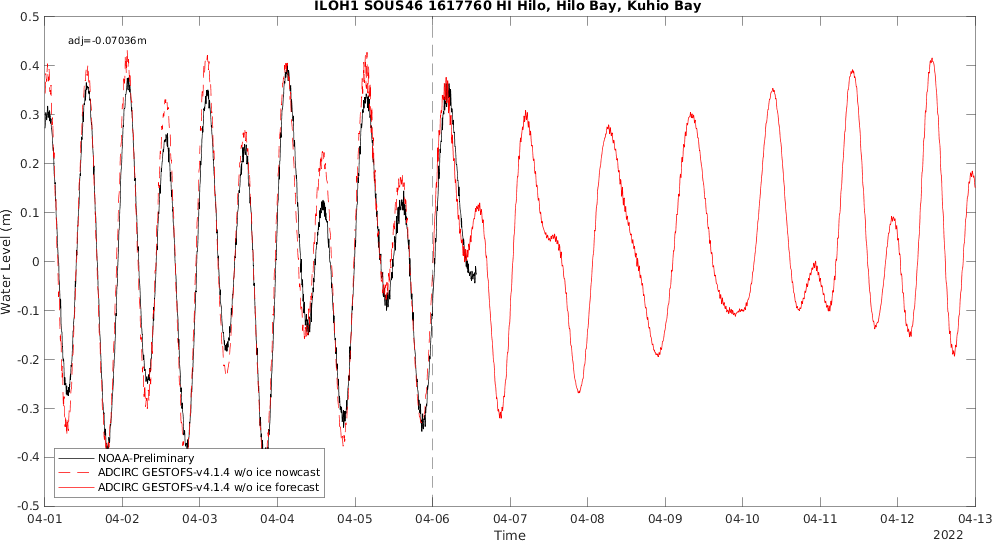 ILOH1 SOUS46 1617760 HI Hilo, Hilo Bay, Kuhio Bay
adj=-0.07036m
0.5
0.4
0.3
0.2
0.1
0
-0.1
-0.2
-0.3
-0.4
-0.5
Water Level (m)
NOAA-Preliminary
ADCIRC GESTOFS-v4.1.4 w/o ice nowcast
ADCIRC GESTOFS-v4.1.4 w/o ice forecast
04-01 04-02 04-03 04-04 04-05 04-06 04-07 04-08 04-09 04-10 04-11 04-12 04-13
Time
2022